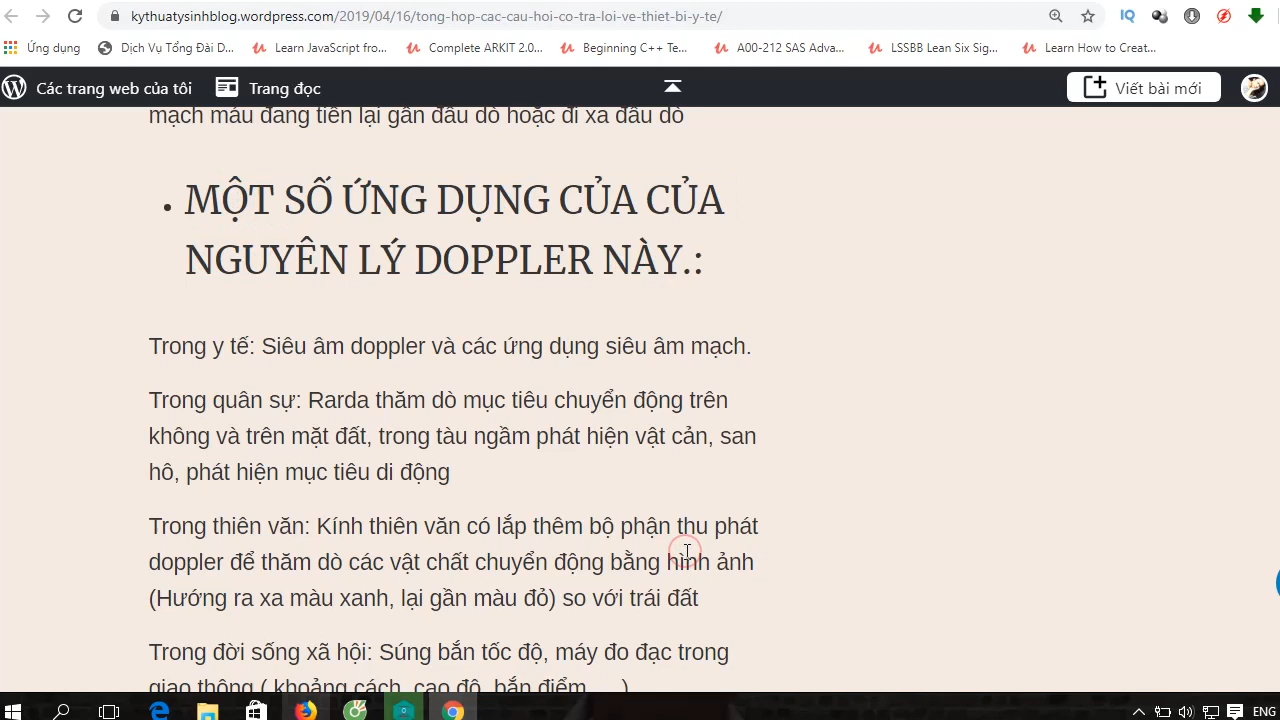 kythuatysinhblog.wordpress.com/2019/04/16/tong-hop-cac-cau-hoi-co-tra-loi-ve-thiet-bi-y-te/
Ứng dụng Dịch Vụ Tổng Đài D... Learn JavaScript fro... Complete ARKIT 2.0... Beginning C++ Te... A00-212 SAS Adva... LSSBB Lean Six Sig... Learn How to Creat...
Các trang web của tôi Trang đọc Viết bài mới
mạch máu đang tiến lại gần đầu dò hoặc đi xa đầu dò
• MỘT SỐ ỨNG DỤNG CỦA CỦA
NGUYÊN LÝ DOPPLER NÀY.:
Trong y tế: Siêu âm doppler và các ứng dụng siêu âm mạch.
Trong quân sự: Rarda thăm dò mục tiêu chuyển động trên
không và trên mặt đất, trong tàu ngầm phát hiện vật cản, san
hô, phát hiện mục tiêu di động
Trong thiên văn: Kính thiên văn có lắp thêm bộ phận thu phát
doppler để thăm dò các vật chất chuyển động bằng hình ảnh
(Hướng ra xa màu xanh, lại gần màu đỏ) so với trái đất
Trong đời sống xã hội: Súng bắn tốc độ, máy đo đạc trong
giao thông ( khoảng cách, cao độ, bắn điểm, ...)
ENG